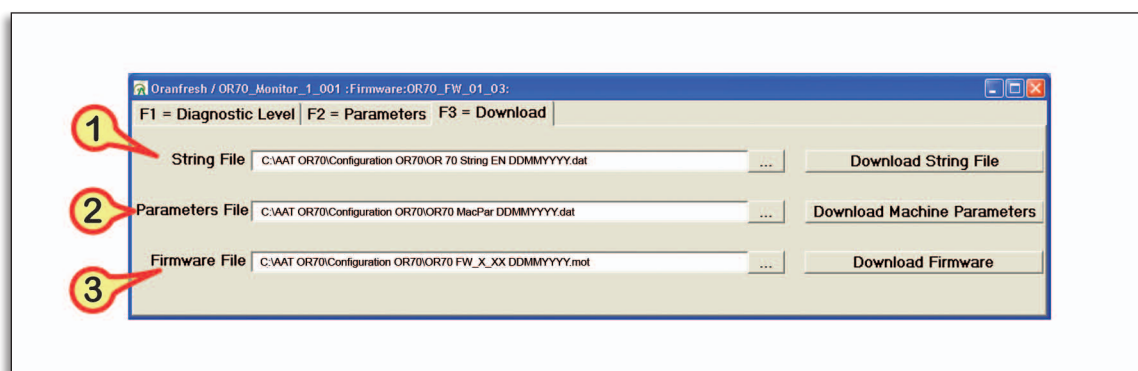 Oranfresh / OR70_Monitor_1_001 :Firmware:OR70_FW_01_03:
F1 = Diagnostic Level F2 = Parameters F3 = Download
1
String File C:\AAT OR70\Configuration OR70\OR 70 String EN DDMMYYYY.dat ... Download String File
2
Parameters File C:\AAT OR70\Configuration OR70\OR70 MacPar DDMMYYYY.dat ... Download Machine Parameters
3
Firmware File C:\AAT OR70\Configuration OR70\OR70 FW_X_XX DDMMYYYY.mot ... Download Firmware